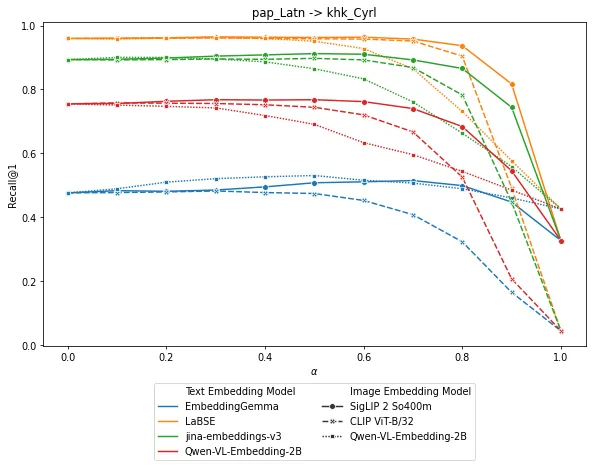 pap_Latn -> khk_Cyrl
1.0
0.8
0.6
0.4
0.2
0.0
Recall@1
0.0 0.2 0.4 0.6 0.8 1.0
α
Text Embedding Model
EmbeddingGemma
LaBSE
jina-embeddings-v3
Qwen-VL-Embedding-2B
Image Embedding Model
SigLIP 2 So400m
CLIP ViT-B/32
Qwen-VL-Embedding-2B